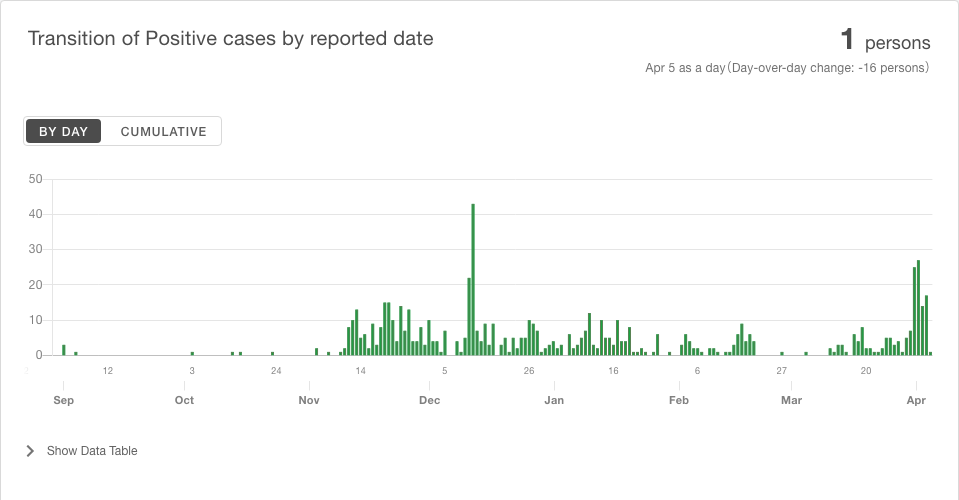 Transition of Positive cases by reported date
1 persons
Apr 5 as a day(Day-over-day change: -16 persons)
BY DAY CUMULATIVE
50
40
30
20
10
0
2 12 3 24 14 5 26 16 6 27 20
Sep Oct Nov Dec Jan Feb Mar Apr
Show Data Table